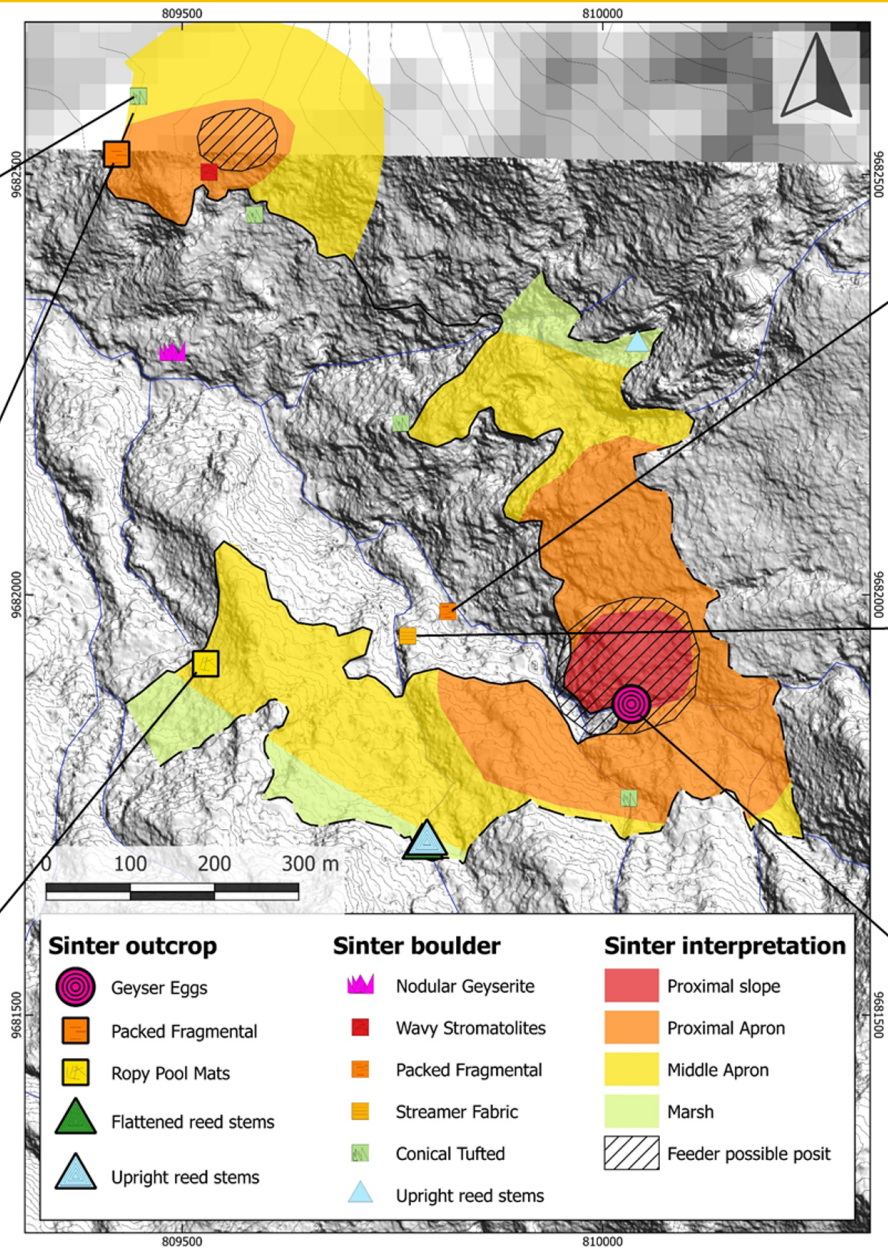 809500 810000
9682500 9682500
9682000 9682000
0 100 200 300 m
Sinter outcrop
Geyser Eggs
Packed Fragmental
Ropy Pool Mats
Flattened reed stems
Upright reed stems
Sinter boulder
Nodular Geyserite
Wavy Stromatolites
Packed Fragmental
Streamer Fabric
Conical Tufted
Upright reed stems
Sinter interpretation
Proximal slope
Proximal Apron
Middle Apron
Marsh
Feeder possible posit
9681500 9681500
809500 810000